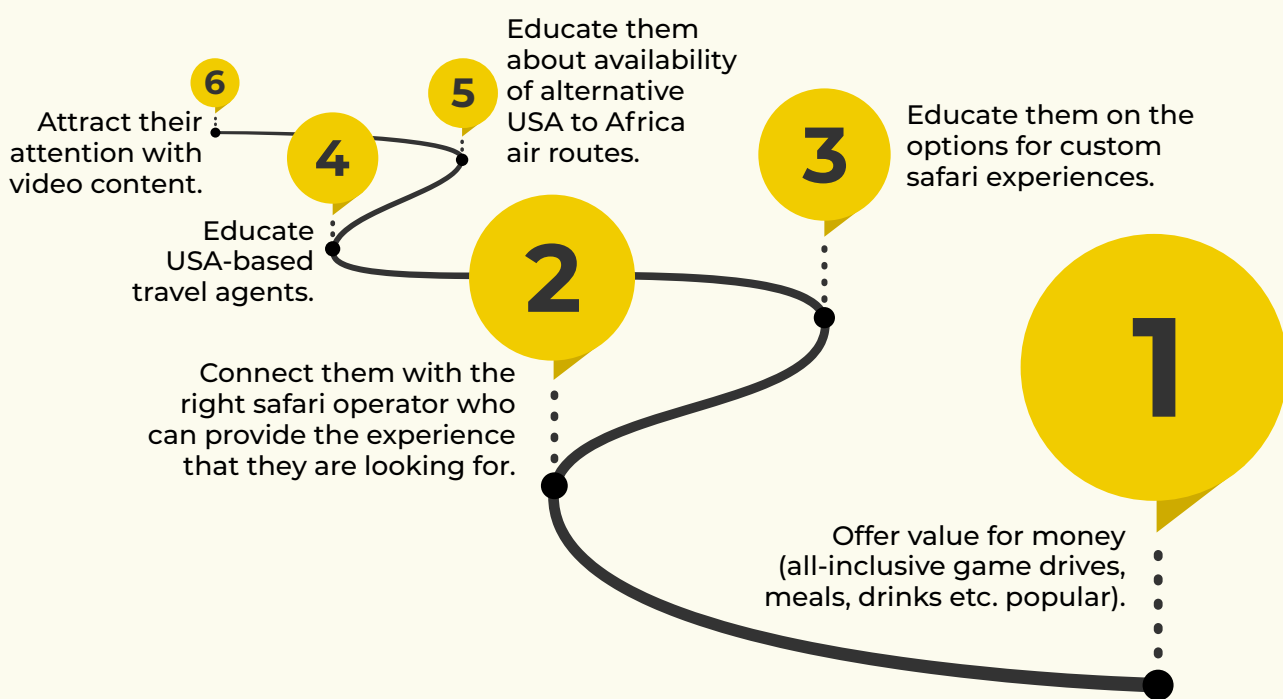 1
Offer value for money
(all-inclusive game drives,
meals, drinks etc. popular).
2
Connect them with the
right safari operator who
can provide the experience
that they are looking for.
3
Educate them on the
options for custom
safari experiences.
4
Educate
USA-based
travel agents.
5
Educate them
about availability
of alternative
USA to Africa
air routes.
6
Attract their
attention with
video content.